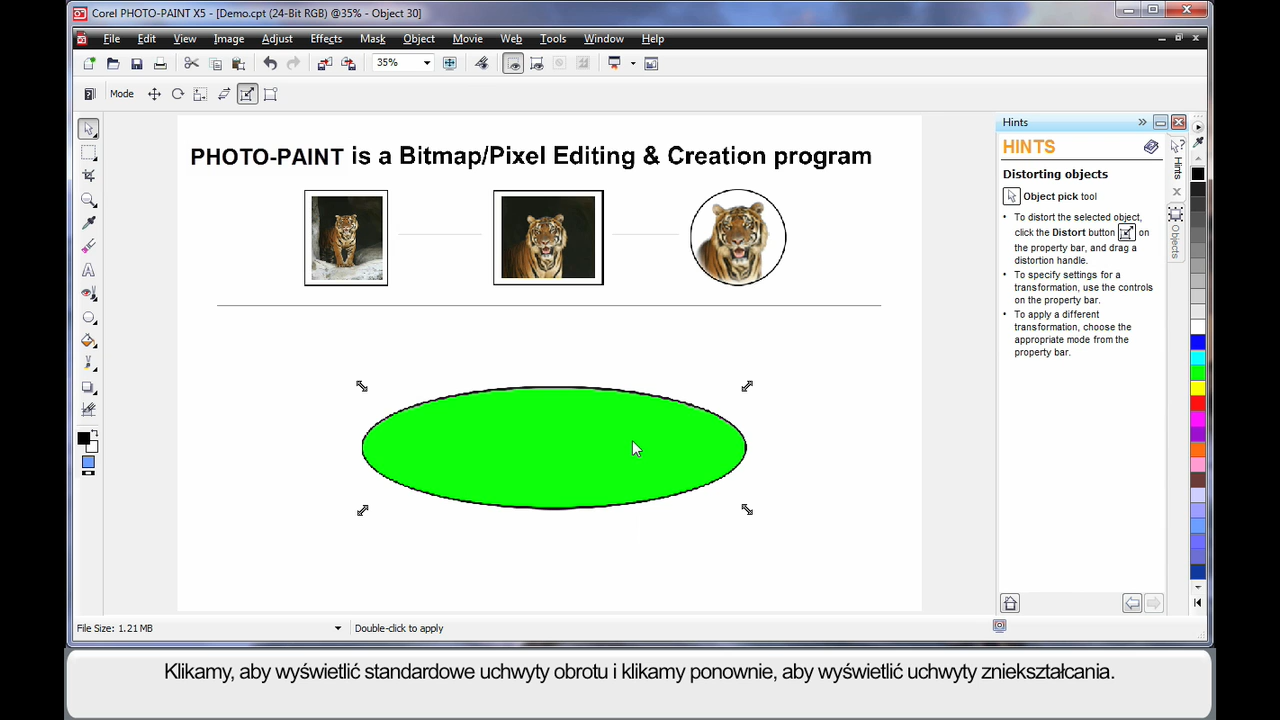 Corel PHOTO-PAINT X5 - [Demo.cpt (24-Bit RGB) @35% - Object 30]
File Edit View Image Adjust Effects Mask Object Movie Web Tools Window Help
35%
Mode
Hints
HINTS
Distorting objects
Object pick tool
• To distort the selected object,
click the Distort button on
the property bar, and drag a
distortion handle.
• To specify settings for a
transformation, use the controls
on the property bar.
• To apply a different
transformation, choose the
appropriate mode from the
property bar.
Hints
Objects
PHOTO-PAINT is a Bitmap/Pixel Editing & Creation program
File Size: 1.21 MB
Double-click to apply
Klikamy, aby wyświetlić standardowe uchwyty obrotu i klikamy ponownie, aby wyświetlić uchwyty zniekształcania.